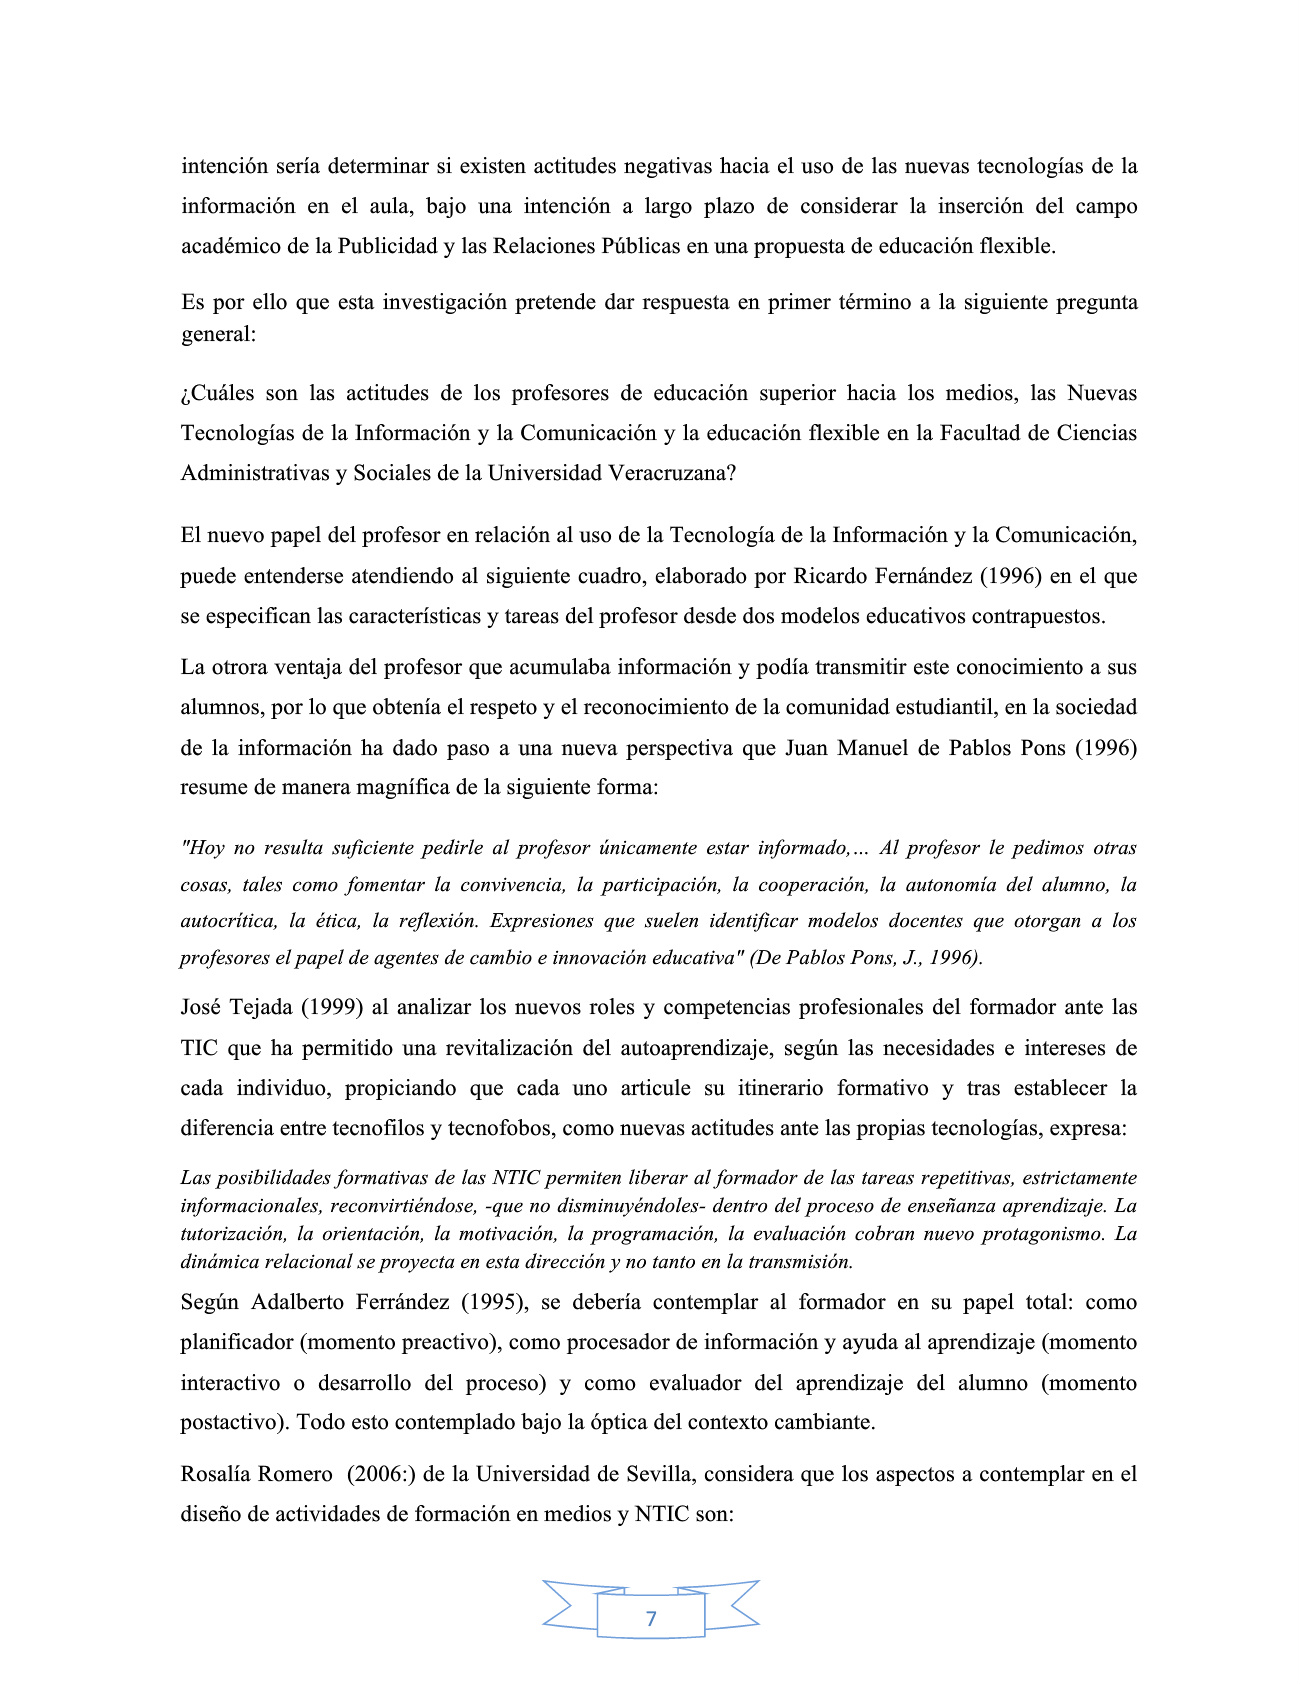 intención sería determinar si existen actitudes negativas hacia el uso de las nuevas tecnologías de la
información en el aula, bajo una intención a largo plazo de considerar la inserción del campo
académico de la Publicidad y las Relaciones Públicas en una propuesta de educación flexible.
Es por ello que esta investigación pretende dar respuesta en primer término a la siguiente pregunta
general:
¿Cuáles son las actitudes de los profesores de educación superior hacia los medios, las Nuevas
Tecnologías de la Información y la Comunicación y la educación flexible en la Facultad de Ciencias
Administrativas y Sociales de la Universidad Veracruzana?
El nuevo papel del profesor en relación al uso de la Tecnología de la Información y la Comunicación,
puede entenderse atendiendo al siguiente cuadro, elaborado por Ricardo Fernández (1996) en el que
se especifican las características y tareas del profesor desde dos modelos educativos contrapuestos.
La otrora ventaja del profesor que acumulaba información y podía transmitir este conocimiento a sus
alumnos, por lo que obtenía el respeto y el reconocimiento de la comunidad estudiantil, en la sociedad
de la información ha dado paso a una nueva perspectiva que Juan Manuel de Pablos Pons (1996)
resume de manera magnífica de la siguiente forma:
"Hoy no resulta suficiente pedirle al profesor únicamente estar informado,… Al profesor le pedimos otras
cosas, tales como fomentar la convivencia, la participación, la cooperación, la autonomía del alumno, la
autocrítica, la ética, la reflexión. Expresiones que suelen identificar modelos docentes que otorgan a los
profesores el papel de agentes de cambio e innovación educativa" (De Pablos Pons, J., 1996).
José Tejada (1999) al analizar los nuevos roles y competencias profesionales del formador ante las
TIC que ha permitido una revitalización del autoaprendizaje, según las necesidades e intereses de
cada individuo, propiciando que cada uno articule su itinerario formativo y tras establecer la
diferencia entre tecnofilos y tecnofobos, como nuevas actitudes ante las propias tecnologías, expresa:
Las posibilidades formativas de las NTIC permiten liberar al formador de las tareas repetitivas, estrictamente
informacionales, reconvirtiéndose, -que no disminuyéndoles- dentro del proceso de enseñanza aprendizaje. La
tutorización, la orientación, la motivación, la programación, la evaluación cobran nuevo protagonismo. La
dinámica relacional se proyecta en esta dirección y no tanto en la transmisión.
Según Adalberto Ferrández (1995), se debería contemplar al formador en su papel total: como
planificador (momento preactivo), como procesador de información y ayuda al aprendizaje (momento
interactivo o desarrollo del proceso) y como evaluador del aprendizaje del alumno (momento
postactivo). Todo esto contemplado bajo la óptica del contexto cambiante.
Rosalía Romero  (2006:) de la Universidad de Sevilla, considera que los aspectos a contemplar en el
diseño de actividades de formación en medios y NTIC son:
7